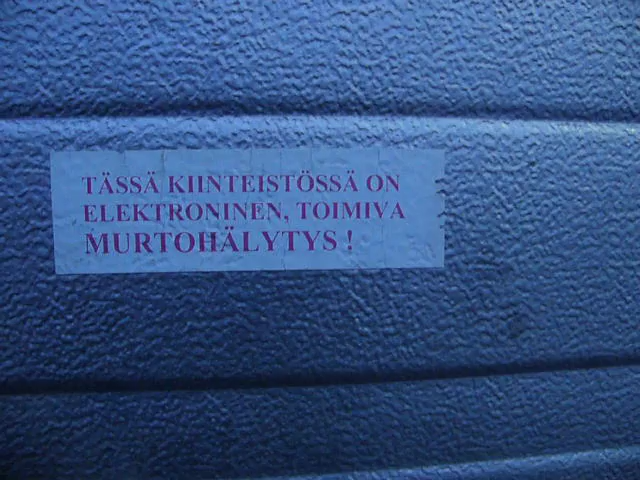 TÄSSÄ KIINTEISTÖSSÄ ON
ELEKTRONINEN, TOIMIVA
MURTOHÄLYTYS !